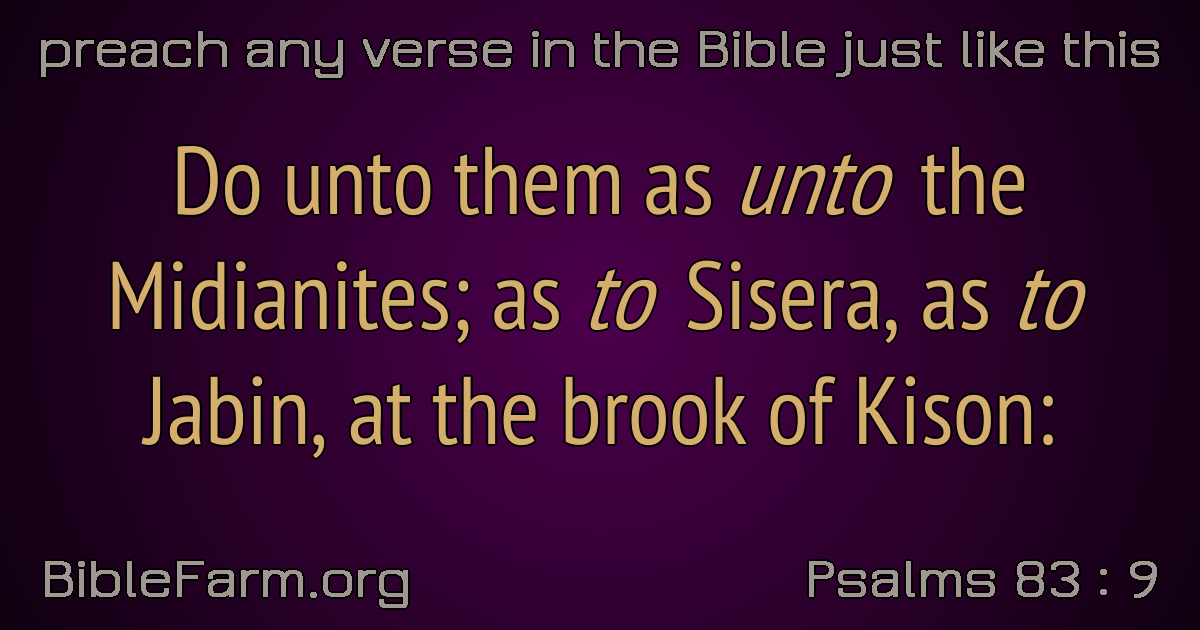 preach any verse in the Bible just like this
Do unto them as unto the
Midianites; as to Sisera, as to
Jabin, at the brook of Kison:
BibleFarm.org
Psalms 83 : 9